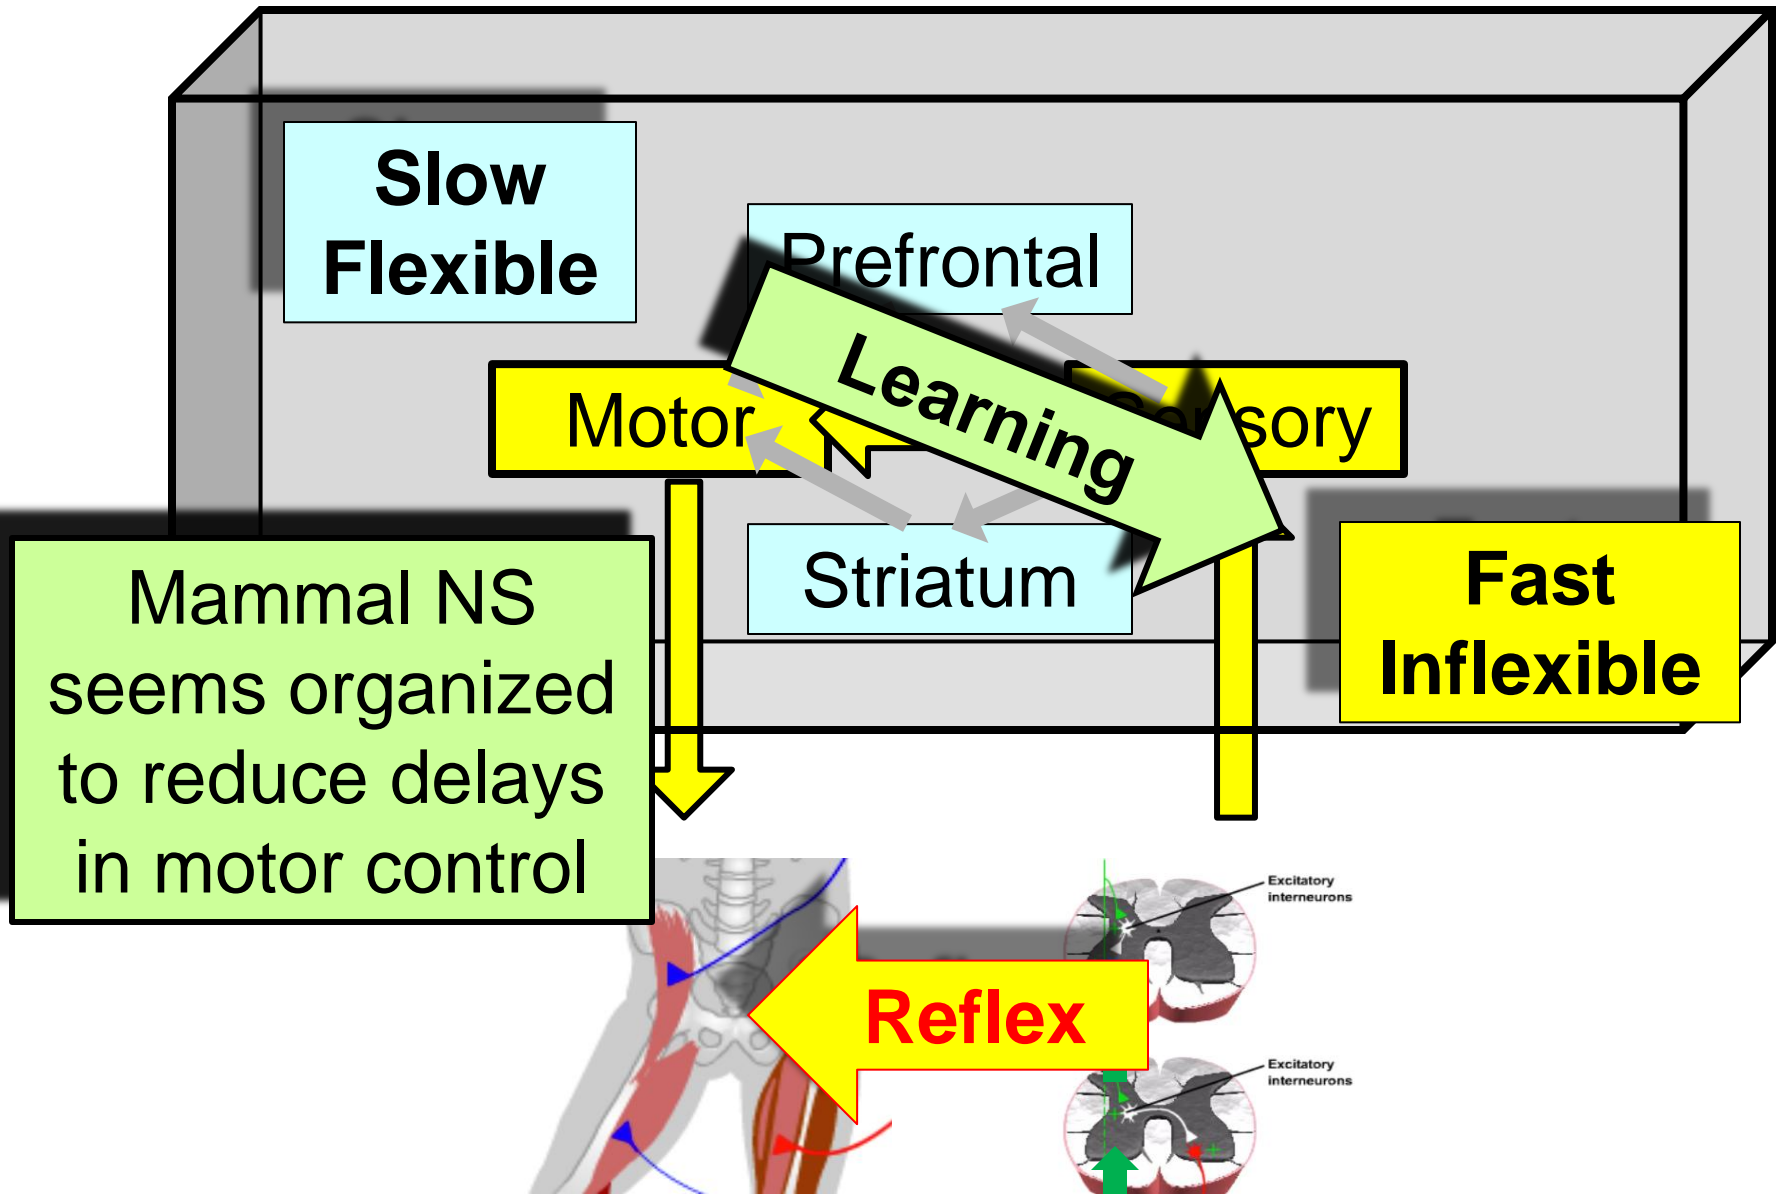 Slow
Flexible
Prefrontal
Learning
Motor
Sensory
Striatum
Fast
Inflexible
Mammal NS
seems organized
to reduce delays
in motor control
Excitatory
interneurons
Reflex
Excitatory
interneurons